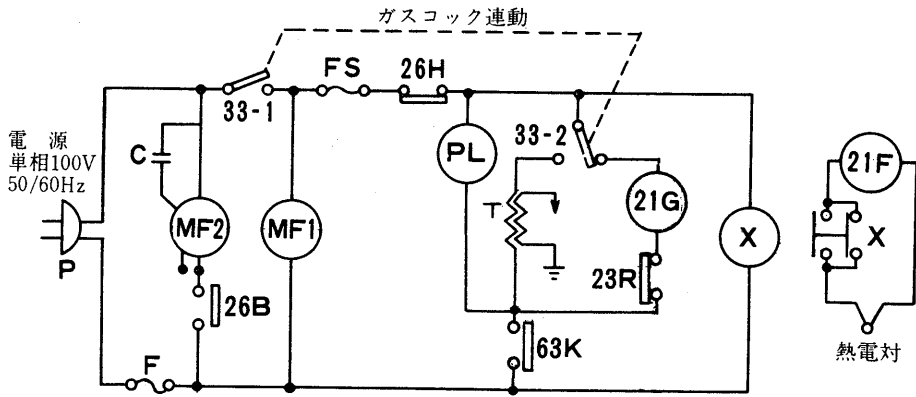 ガスコック連動
FS
26H
33-1
33-2
電 源
単相100V
50/60Hz
C
PL
21F
T
21G
MF2
MF1
X
X
P
23R
26B
63K
熱電対
F